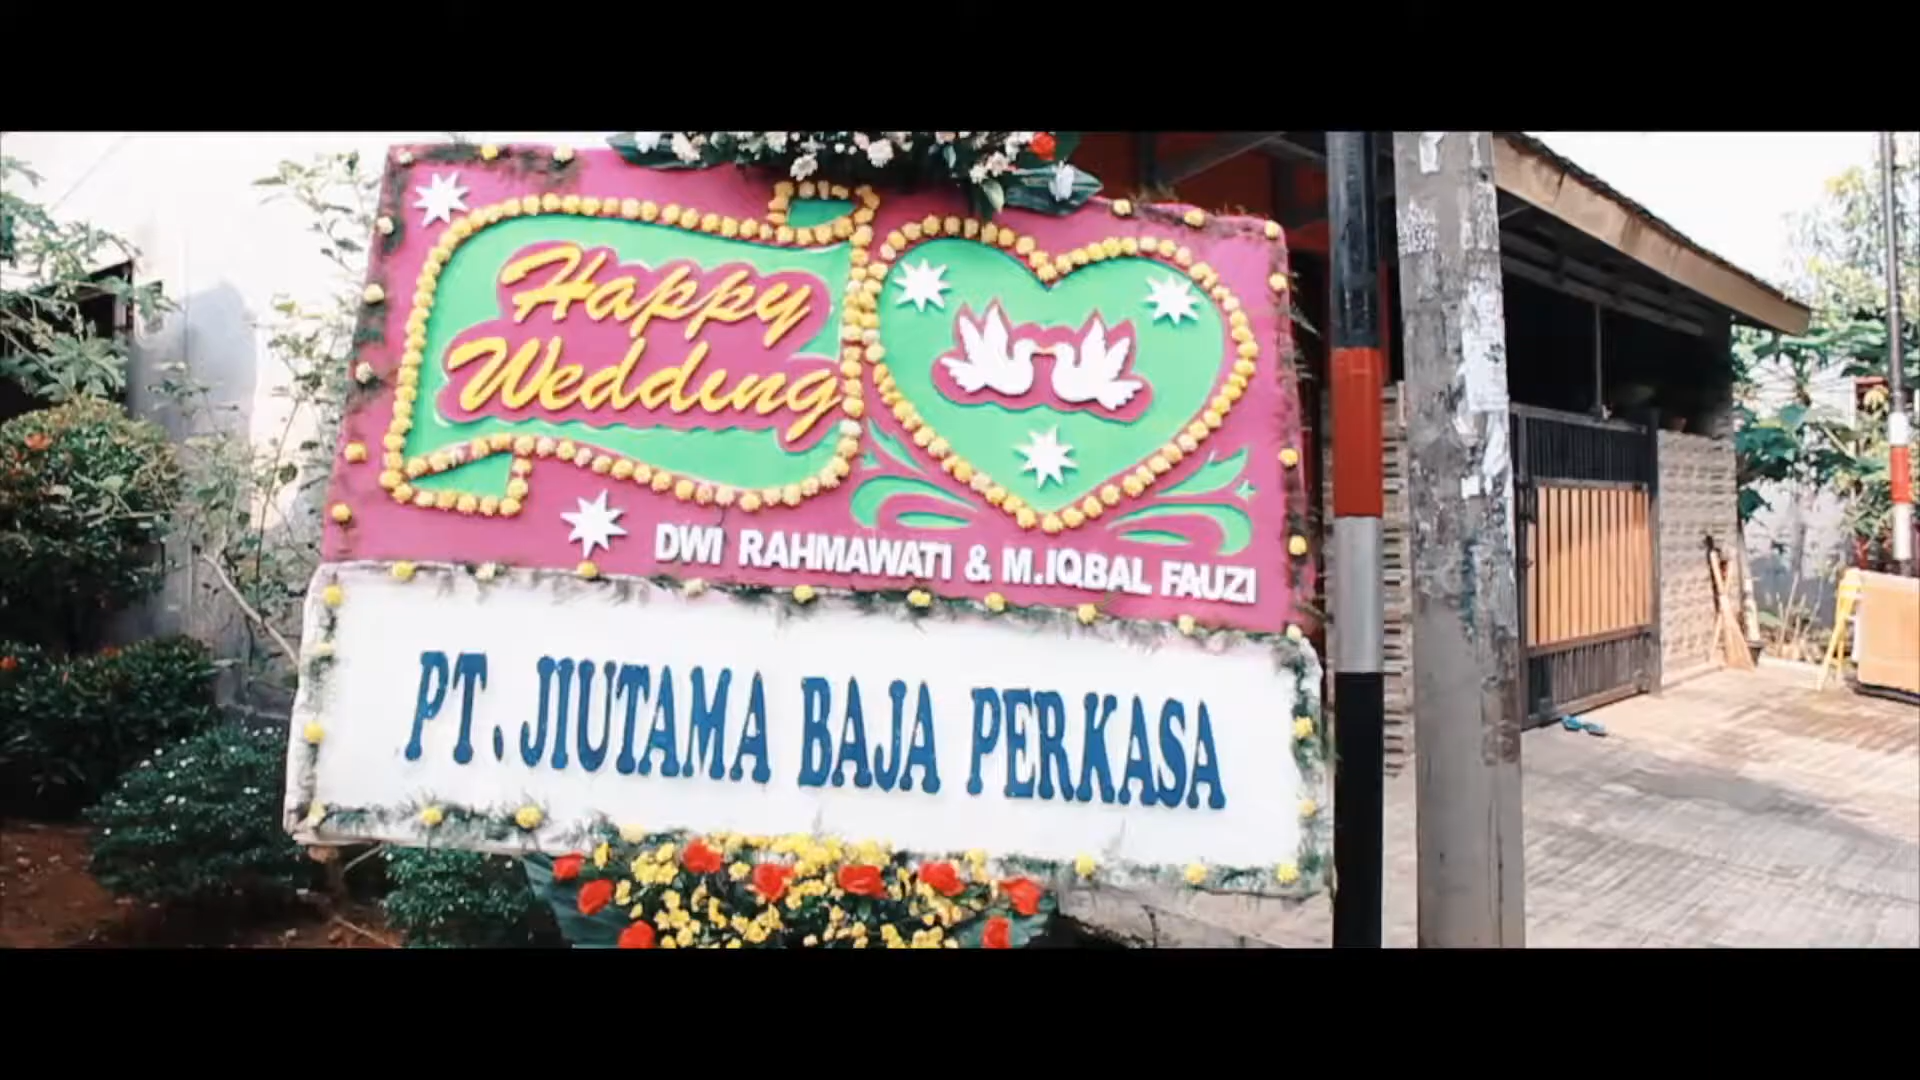 Happy
Wedding
DWI RAHMAWATI & M.IQBAL FAUZI
PT. JIUTAMA BAJA PERKASA